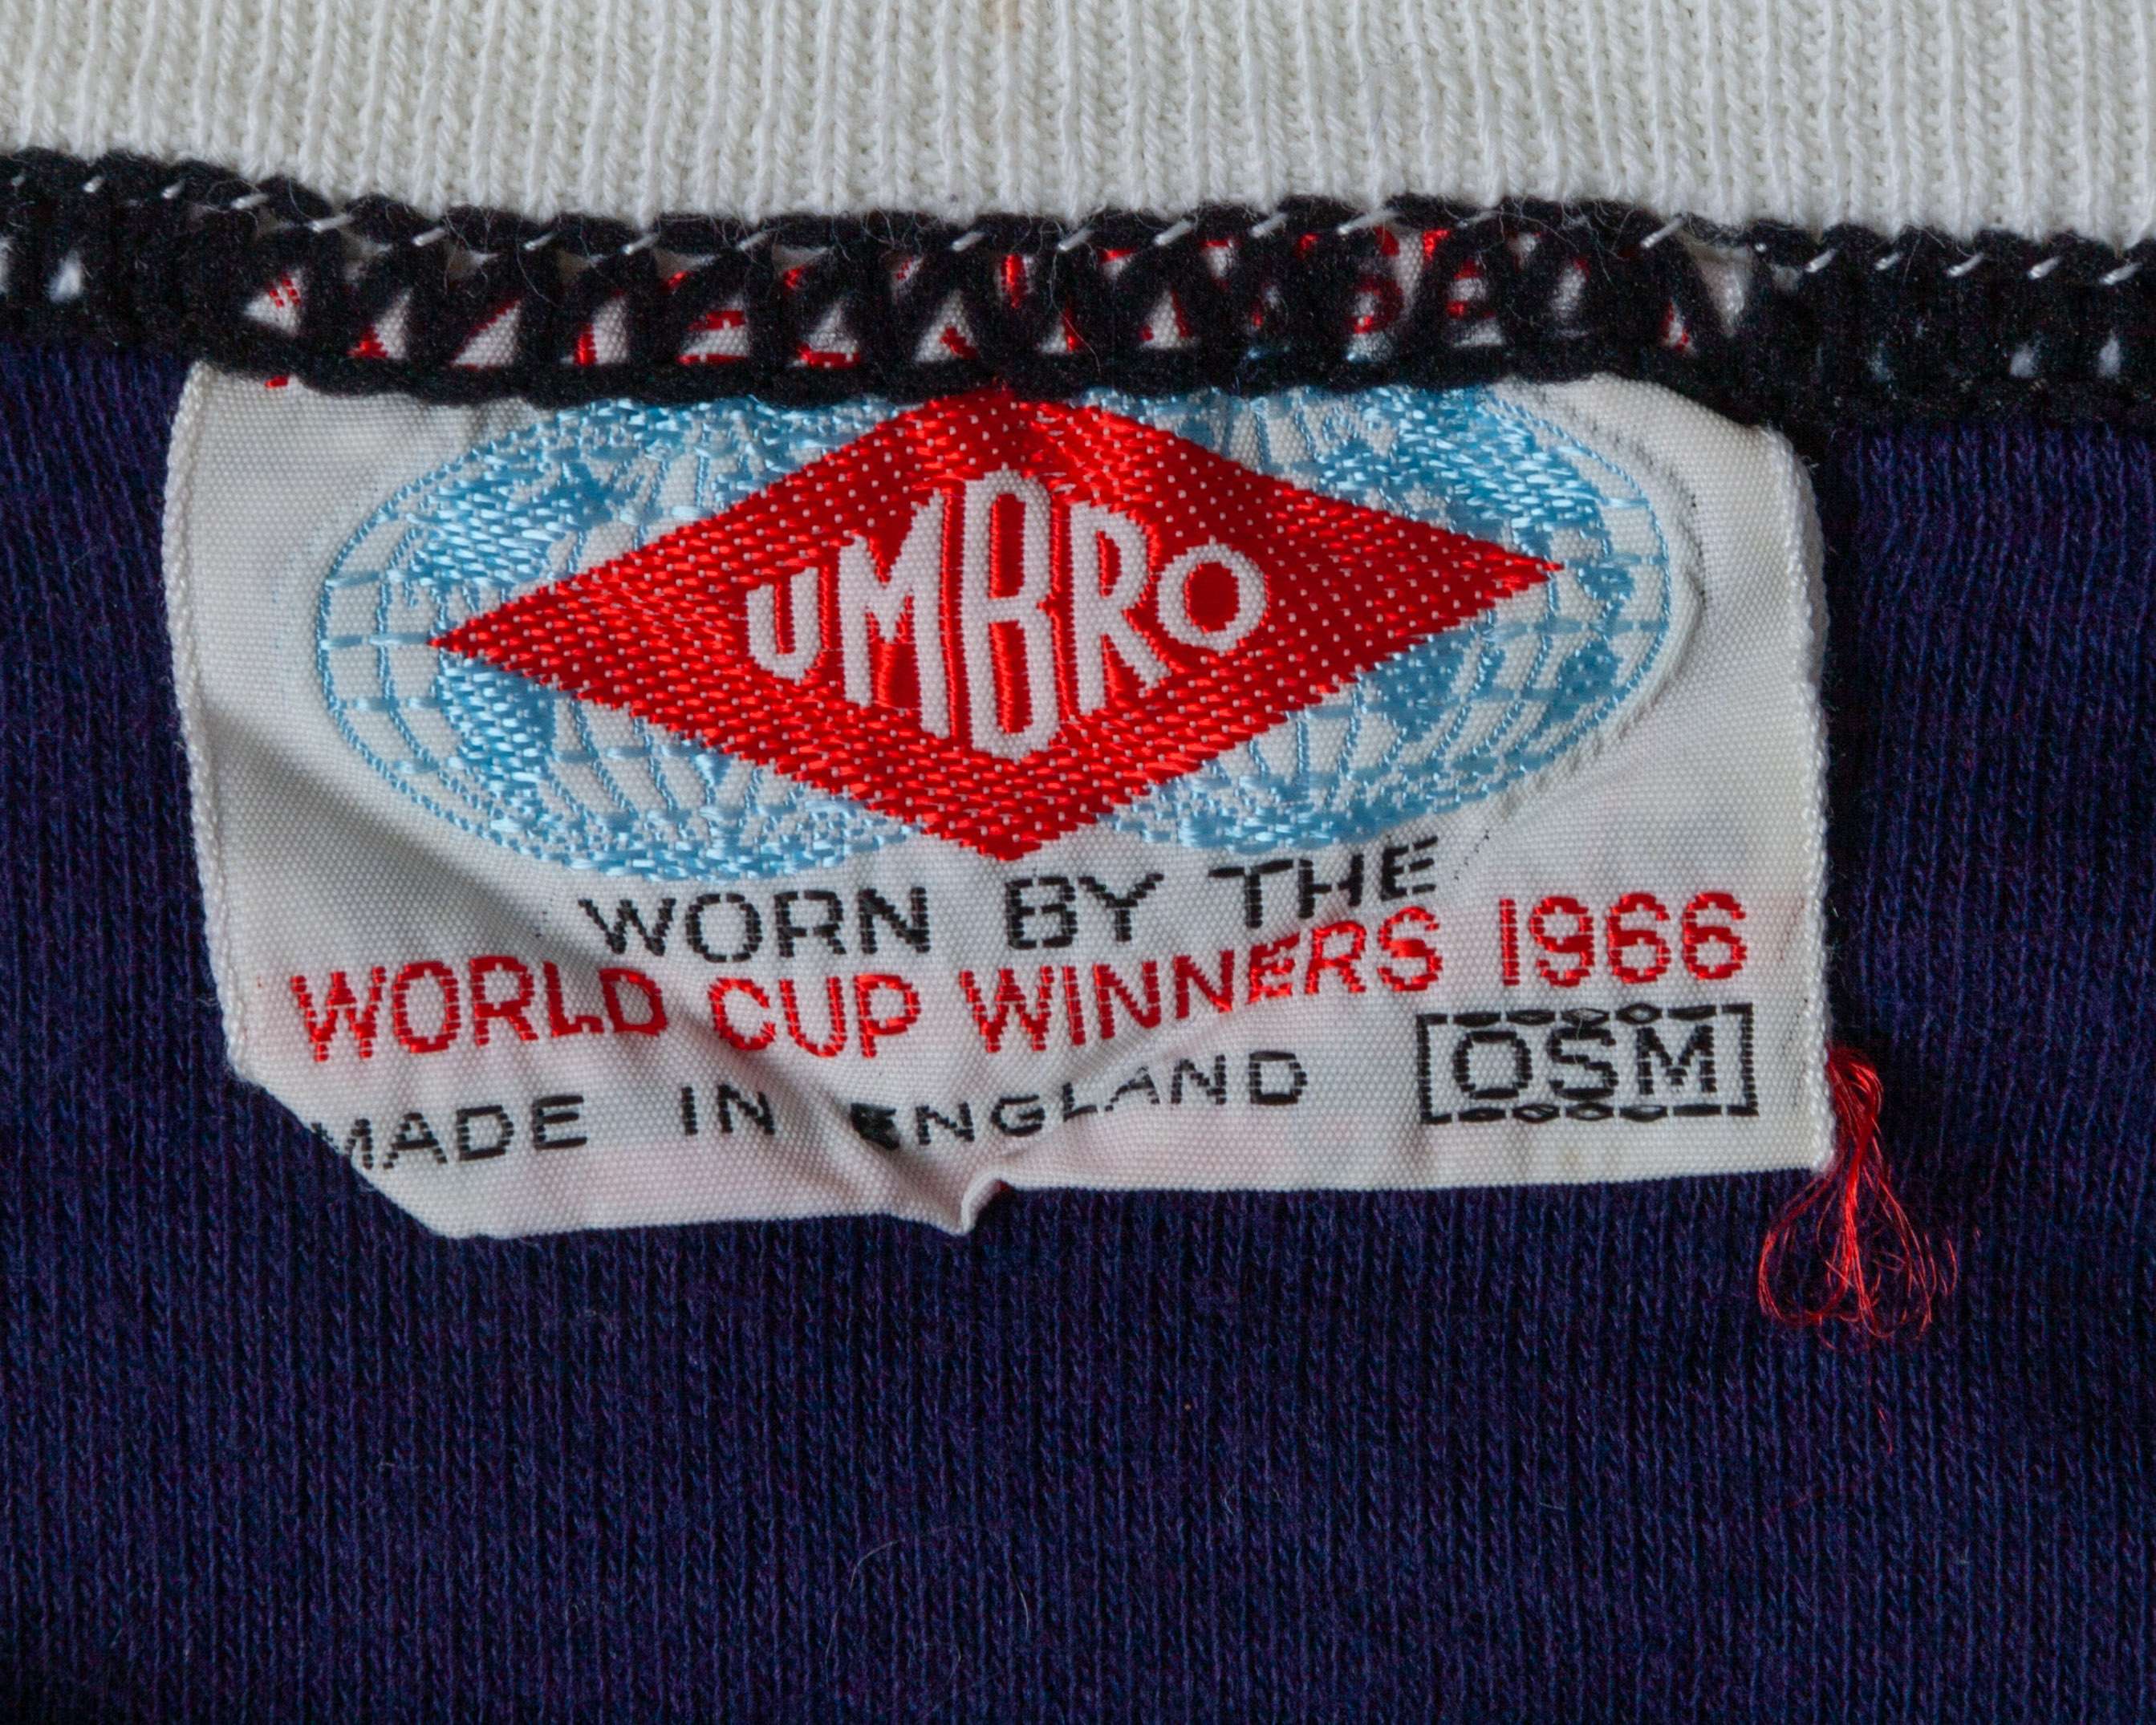 UMBRO
WORN BY THE
WORLD CUP WINNERS 1966
MADE IN ENGLAND OSM